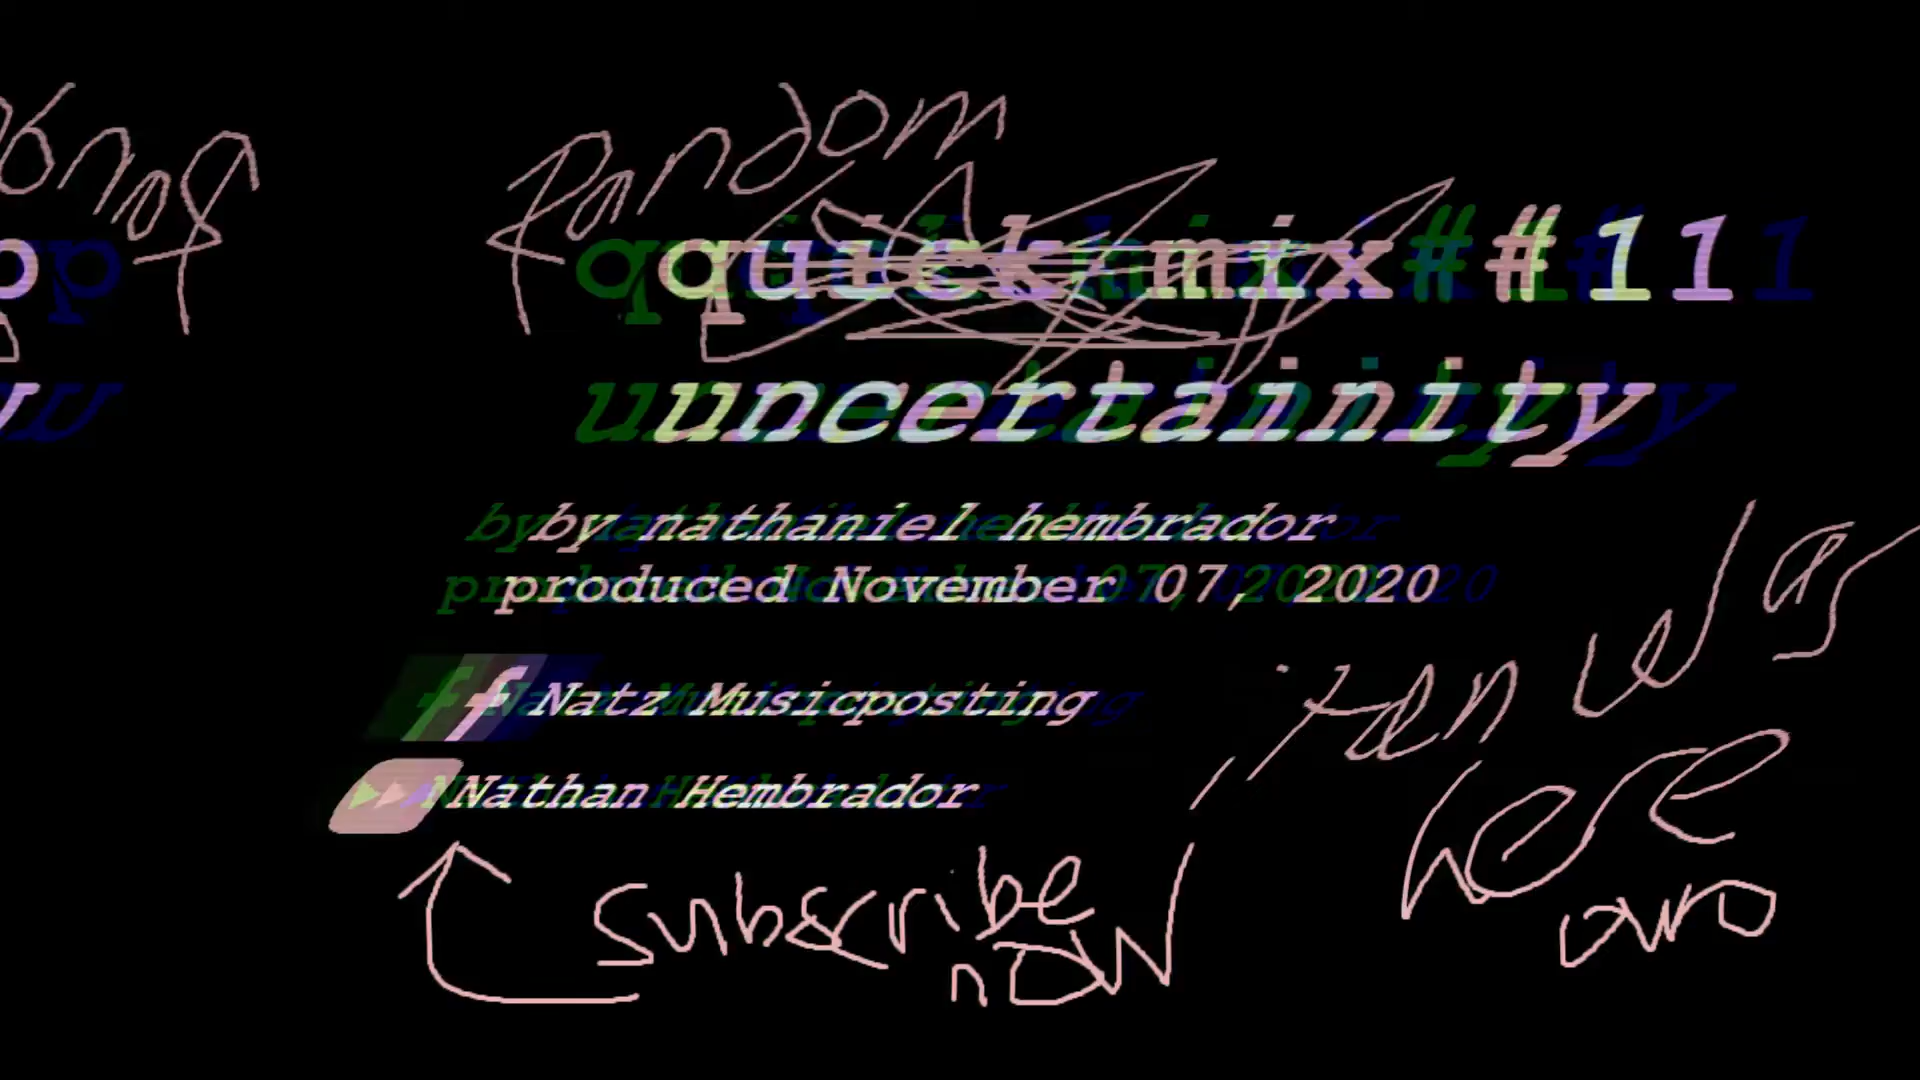 Random
quickmix #11
uncertainity
by nathaniel hembrador
produced November 07, 2020
f Natz Musicposting
Nathan Hembrador
was
here
owo
subscribe
now